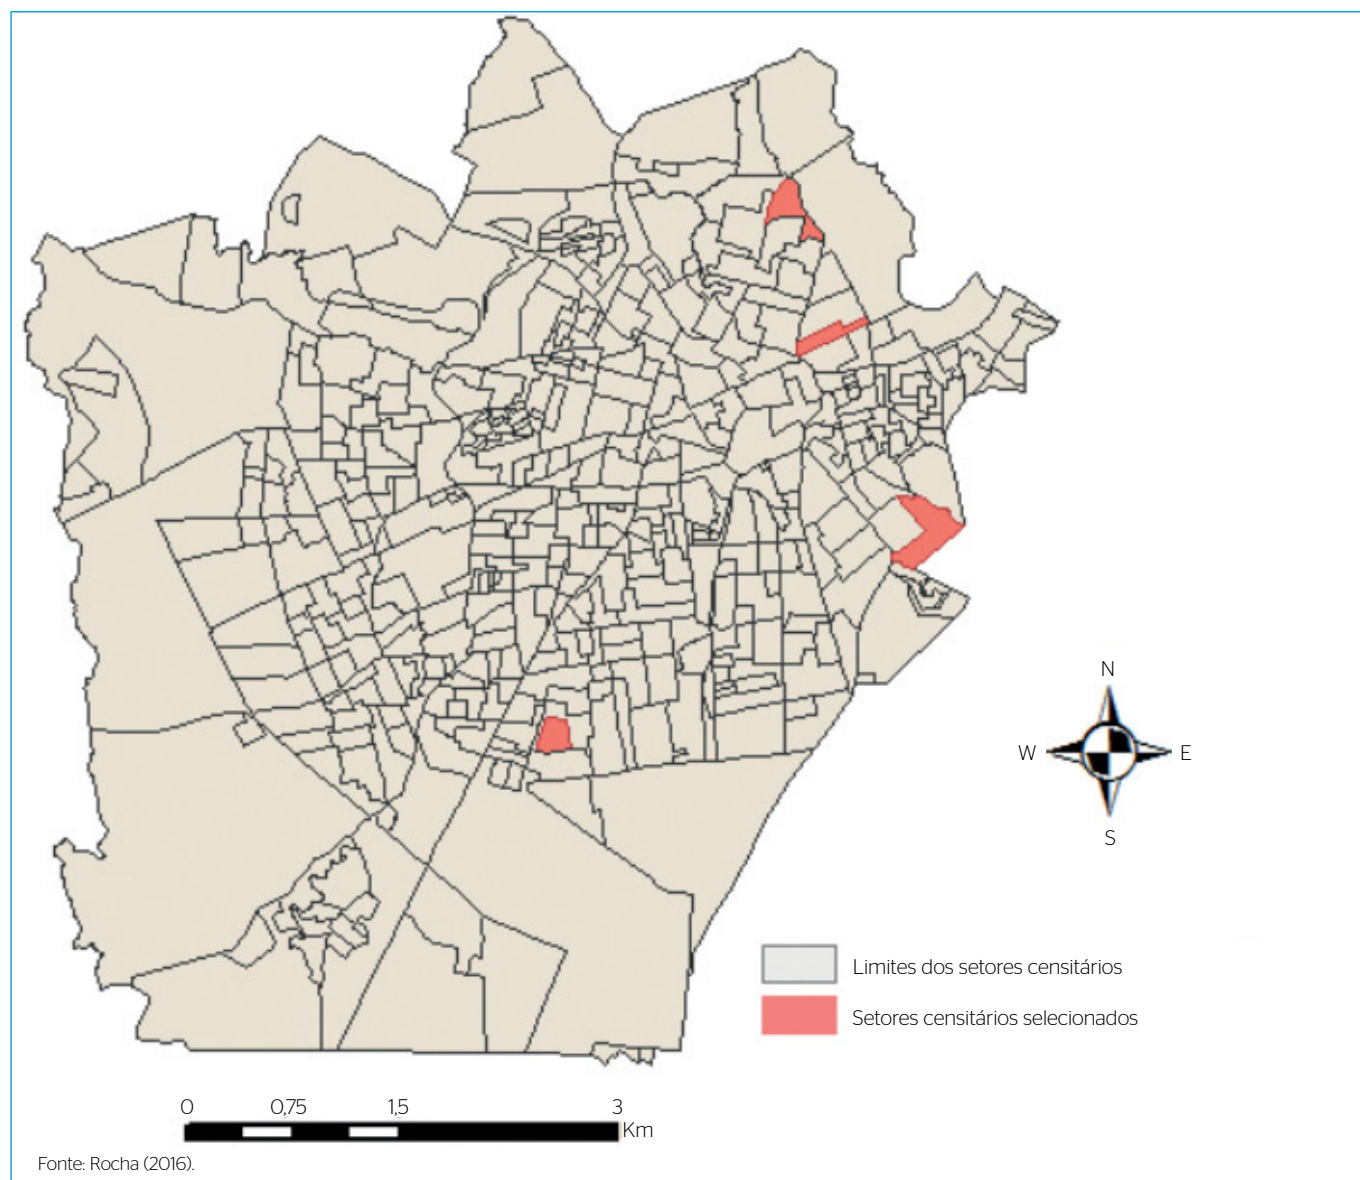 N
W
E
S
Limites dos setores censitários
Setores censitários selecionados
0 0,75 1,5 3
Km
Fonte: Rocha (2016).